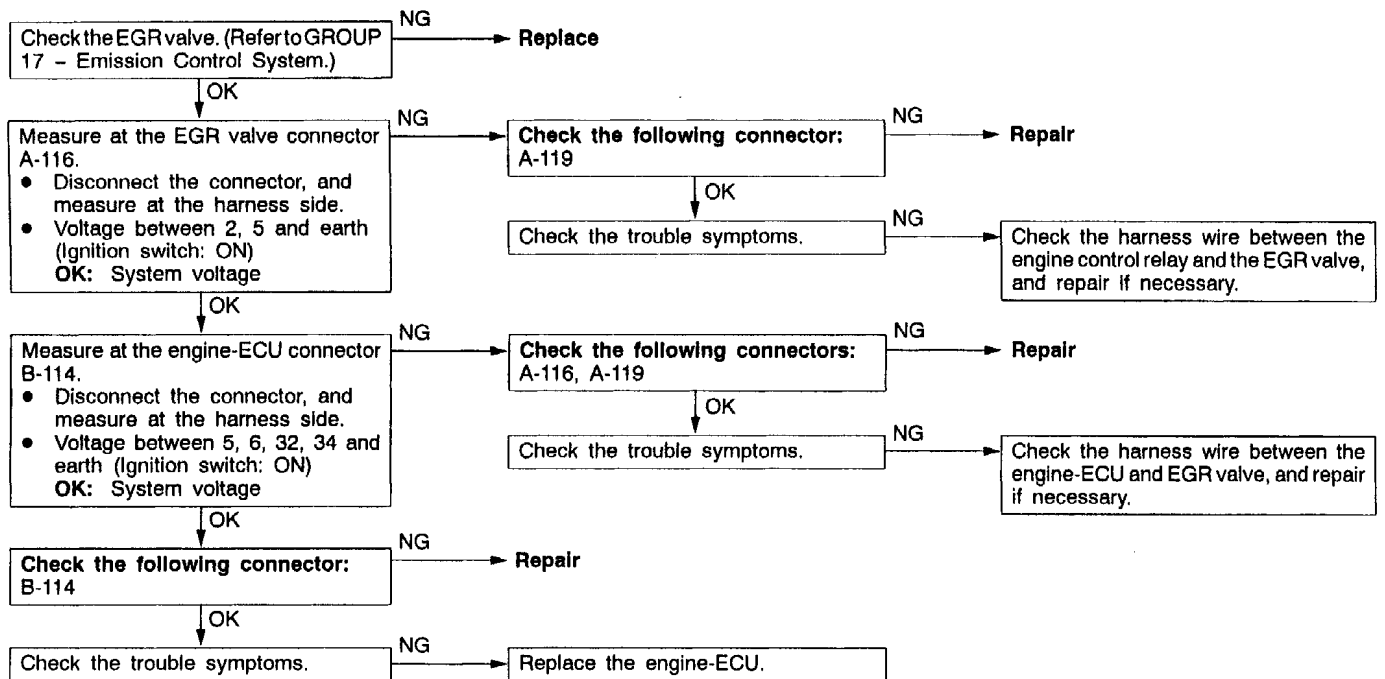 NG
Check the EGR valve. (Refer to GROUP
17 – Emission Control System.)
Replace
OK
Measure at the EGR valve connector
A-116.
● Disconnect the connector, and
measure at the harness side.
● Voltage between 2, 5 and earth
(Ignition switch: ON)
OK: System voltage
NG
Check the following connector:
A-119
NG
Repair
OK
Check the trouble symptoms.
NG
Check the harness wire between the
engine control relay and the EGR valve,
and repair if necessary.
OK
Measure at the engine-ECU connector
B-114.
● Disconnect the connector, and
measure at the harness side.
● Voltage between 5, 6, 32, 34 and
earth (Ignition switch: ON)
OK: System voltage
NG
Check the following connectors:
A-116, A-119
NG
Repair
OK
Check the trouble symptoms.
NG
Check the harness wire between the
engine-ECU and EGR valve, and repair
if necessary.
OK
Check the following connector:
B-114
NG
Repair
OK
Check the trouble symptoms.
NG
Replace the engine-ECU.